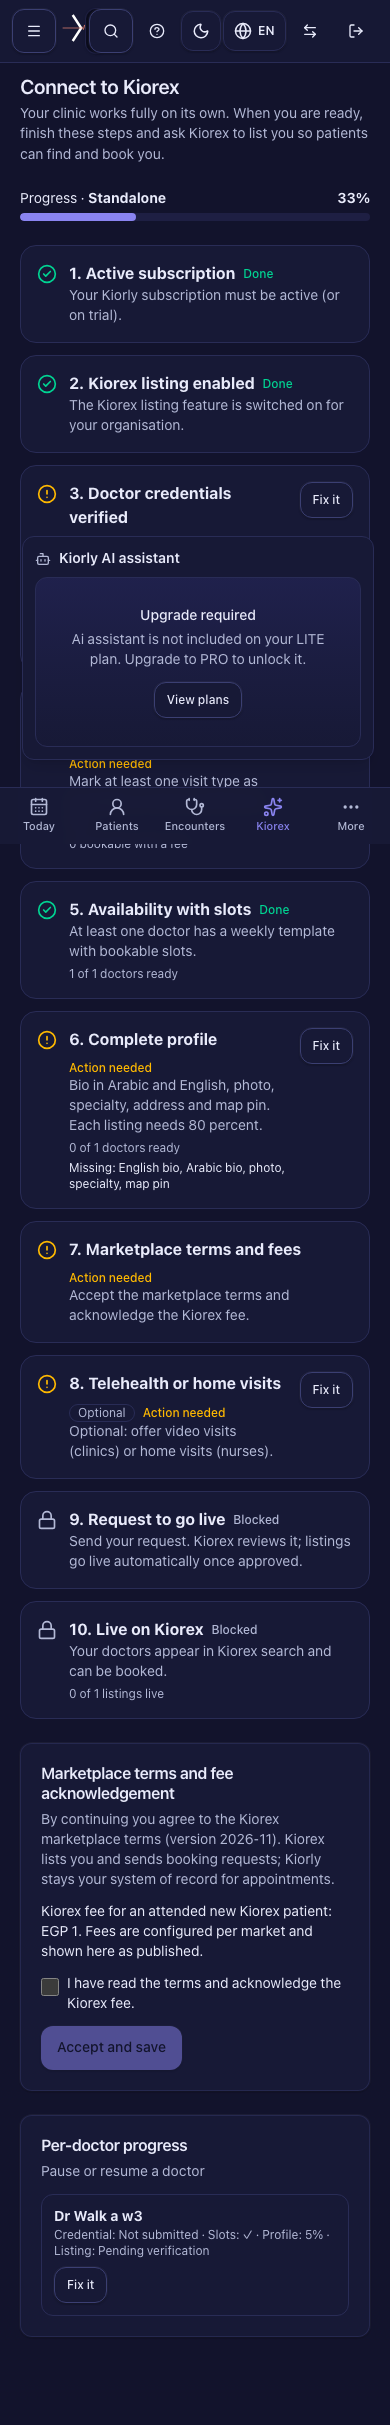 EN
Connect to Kiorex
Your clinic works fully on its own. When you are ready,
finish these steps and ask Kiorex to list you so patients
can find and book you.
Progress · Standalone
33%
1. Active subscription Done
Your Kiorly subscription must be active (or
on trial).
2. Kiorex listing enabled Done
The Kiorex listing feature is switched on for
your organisation.
3. Doctor credentials
verified
Fix it
Kiorly AI assistant
Upgrade required
Ai assistant is not included on your LITE
plan. Upgrade to PRO to unlock it.
View plans
Action needed
Mark at least one visit type as
Today
Patients
Encounters
Kiorex
More
0 bookable with a fee
5. Availability with slots Done
At least one doctor has a weekly template
with bookable slots.
1 of 1 doctors ready
6. Complete profile
Fix it
Action needed
Bio in Arabic and English, photo,
specialty, address and map pin.
Each listing needs 80 percent.
0 of 1 doctors ready
Missing: English bio, Arabic bio, photo,
specialty, map pin
7. Marketplace terms and fees
Action needed
Accept the marketplace terms and
acknowledge the Kiorex fee.
8. Telehealth or home visits
Fix it
Optional Action needed
Optional: offer video visits
(clinics) or home visits (nurses).
9. Request to go live Blocked
Send your request. Kiorex reviews it; listings
go live automatically once approved.
10. Live on Kiorex Blocked
Your doctors appear in Kiorex search and
can be booked.
0 of 1 listings live
Marketplace terms and fee
acknowledgement
By continuing you agree to the Kiorex
marketplace terms (version 2026-11). Kiorex
lists you and sends booking requests; Kiorly
stays your system of record for appointments.
Kiorex fee for an attended new Kiorex patient:
EGP 1. Fees are configured per market and
shown here as published.
I have read the terms and acknowledge the
Kiorex fee.
Accept and save
Per-doctor progress
Pause or resume a doctor
Dr Walk a w3
Credential: Not submitted · Slots: ✓ · Profile: 5% ·
Listing: Pending verification
Fix it